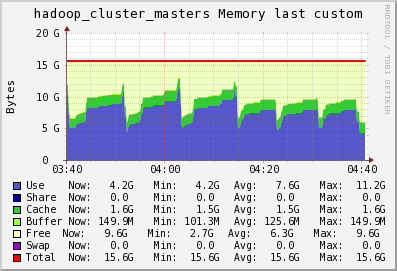 hadoop_cluster_masters Memory last custom
RRDTOOL / TOBI OETIKER
Bytes
20 G
15 G
10 G
5 G
0
03:40 04:00 04:20 04:40
Use Now: 4.2G Min: 4.2G Avg: 7.6G Max: 11.2G
Share Now: 0.0 Min: 0.0 Avg: 0.0 Max: 0.0
Cache Now: 1.6G Min: 1.5G Avg: 1.5G Max: 1.6G
Buffer Now: 149.9M Min: 101.3M Avg: 125.6M Max: 149.9M
Free Now: 9.6G Min: 2.7G Avg: 6.3G Max: 9.6G
Swap Now: 0.0 Min: 0.0 Avg: 0.0 Max: 0.0
Total Now: 15.6G Min: 15.6G Avg: 15.6G Max: 15.6G